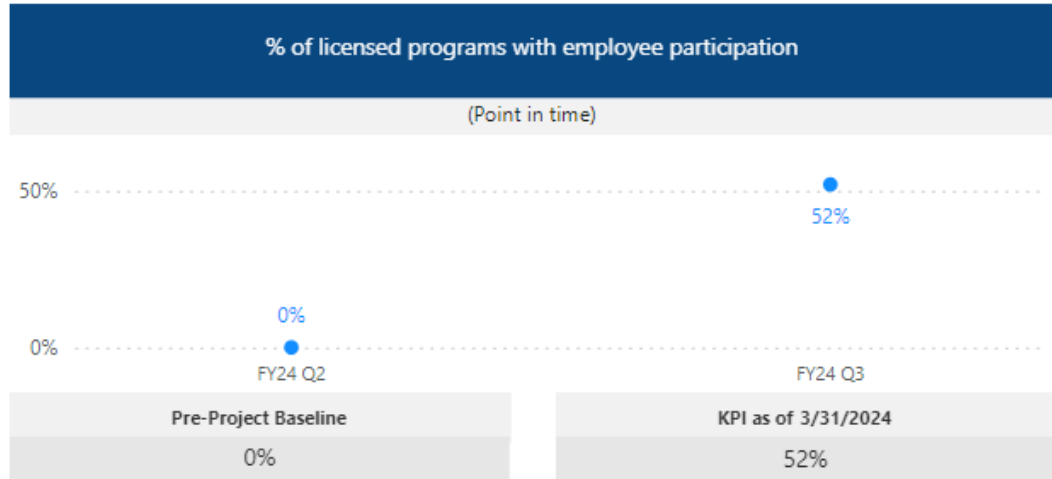 % of licensed programs with employee participation
(Point in time)
50%
52%
0%
0%
FY24 Q2
FY24 Q3
Pre-Project Baseline
KPI as of 3/31/2024
0%
52%